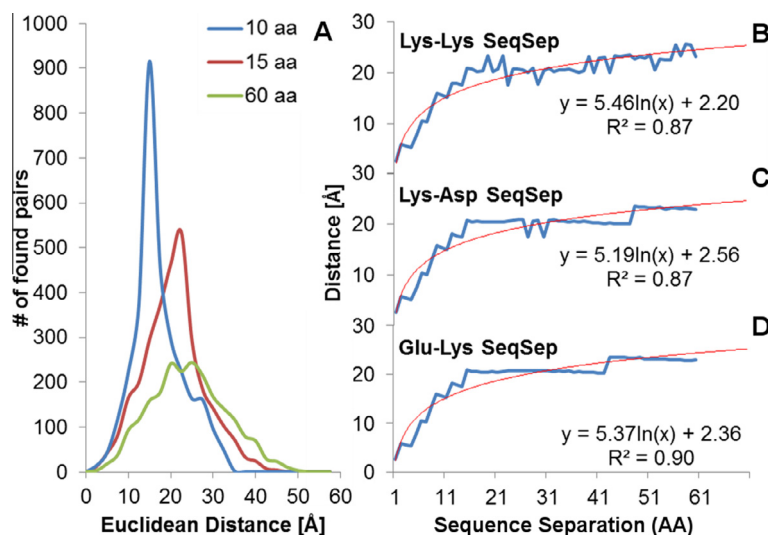 A
10 aa
15 aa
60 aa
# of found pairs
1000
900
800
700
600
500
400
300
200
100
0
0 10 20 30 40 50 60
Euclidean Distance [Å]
B
Lys-Lys SeqSep
y = 5.46ln(x) + 2.20
R² = 0.87
30
20
10
30
C
Lys-Asp SeqSep
y = 5.19ln(x) + 2.56
R² = 0.87
Distance [Å]
20
10
30
D
Glu-Lys SeqSep
y = 5.37ln(x) + 2.36
R² = 0.90
20
10
0
1 11 21 31 41 51 61
Sequence Separation (AA)